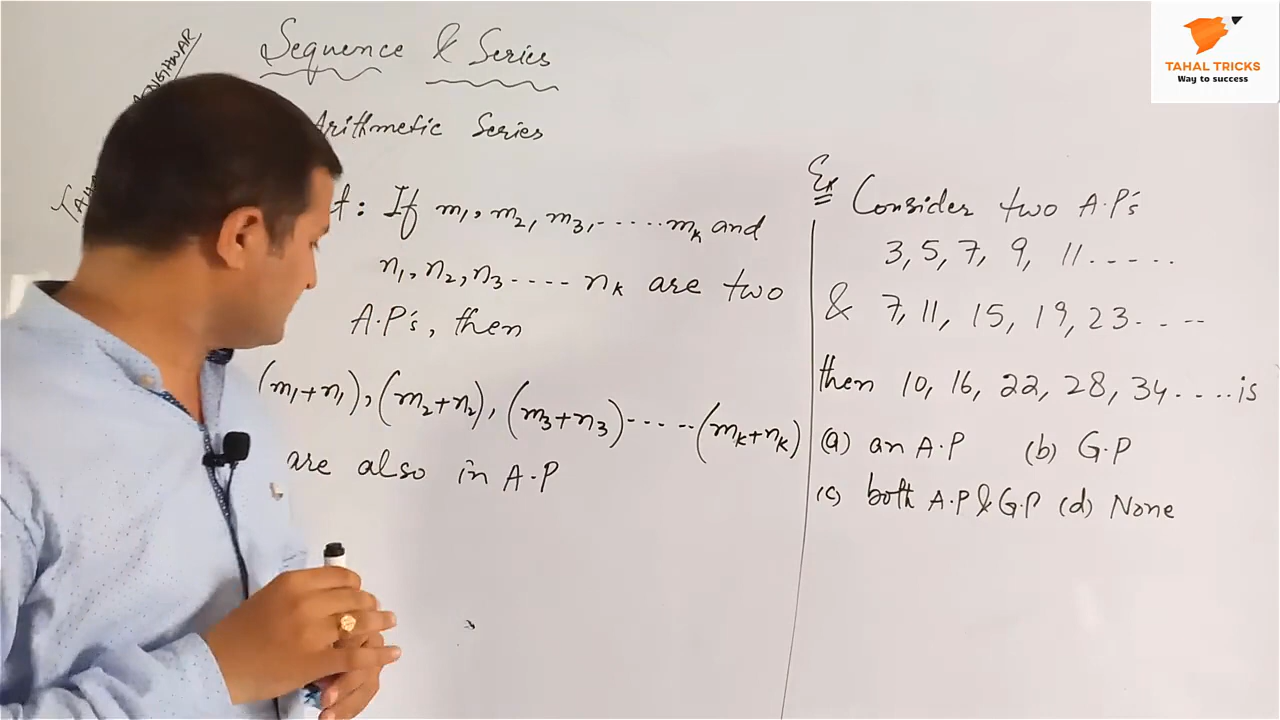 Sequence & Series
Arithmetic Series
If m₁, m₂, m₃, ...... mₖ and
n₁, n₂, n₃ ..... nₖ are two
A.P's, then
(m₁+n₁), (m₂+n₂), (m₃+n₃) ...... (mₖ+nₖ)
are also in A.P
Ex Consider two A.P's
3, 5, 7, 9, 11 .....
& 7, 11, 15, 19, 23 ....
then 10, 16, 22, 28, 34 .... is
(a) an A.P (b) G.P
(c) both A.P & G.P (d) None
TAHAL TRICKS
Way to success